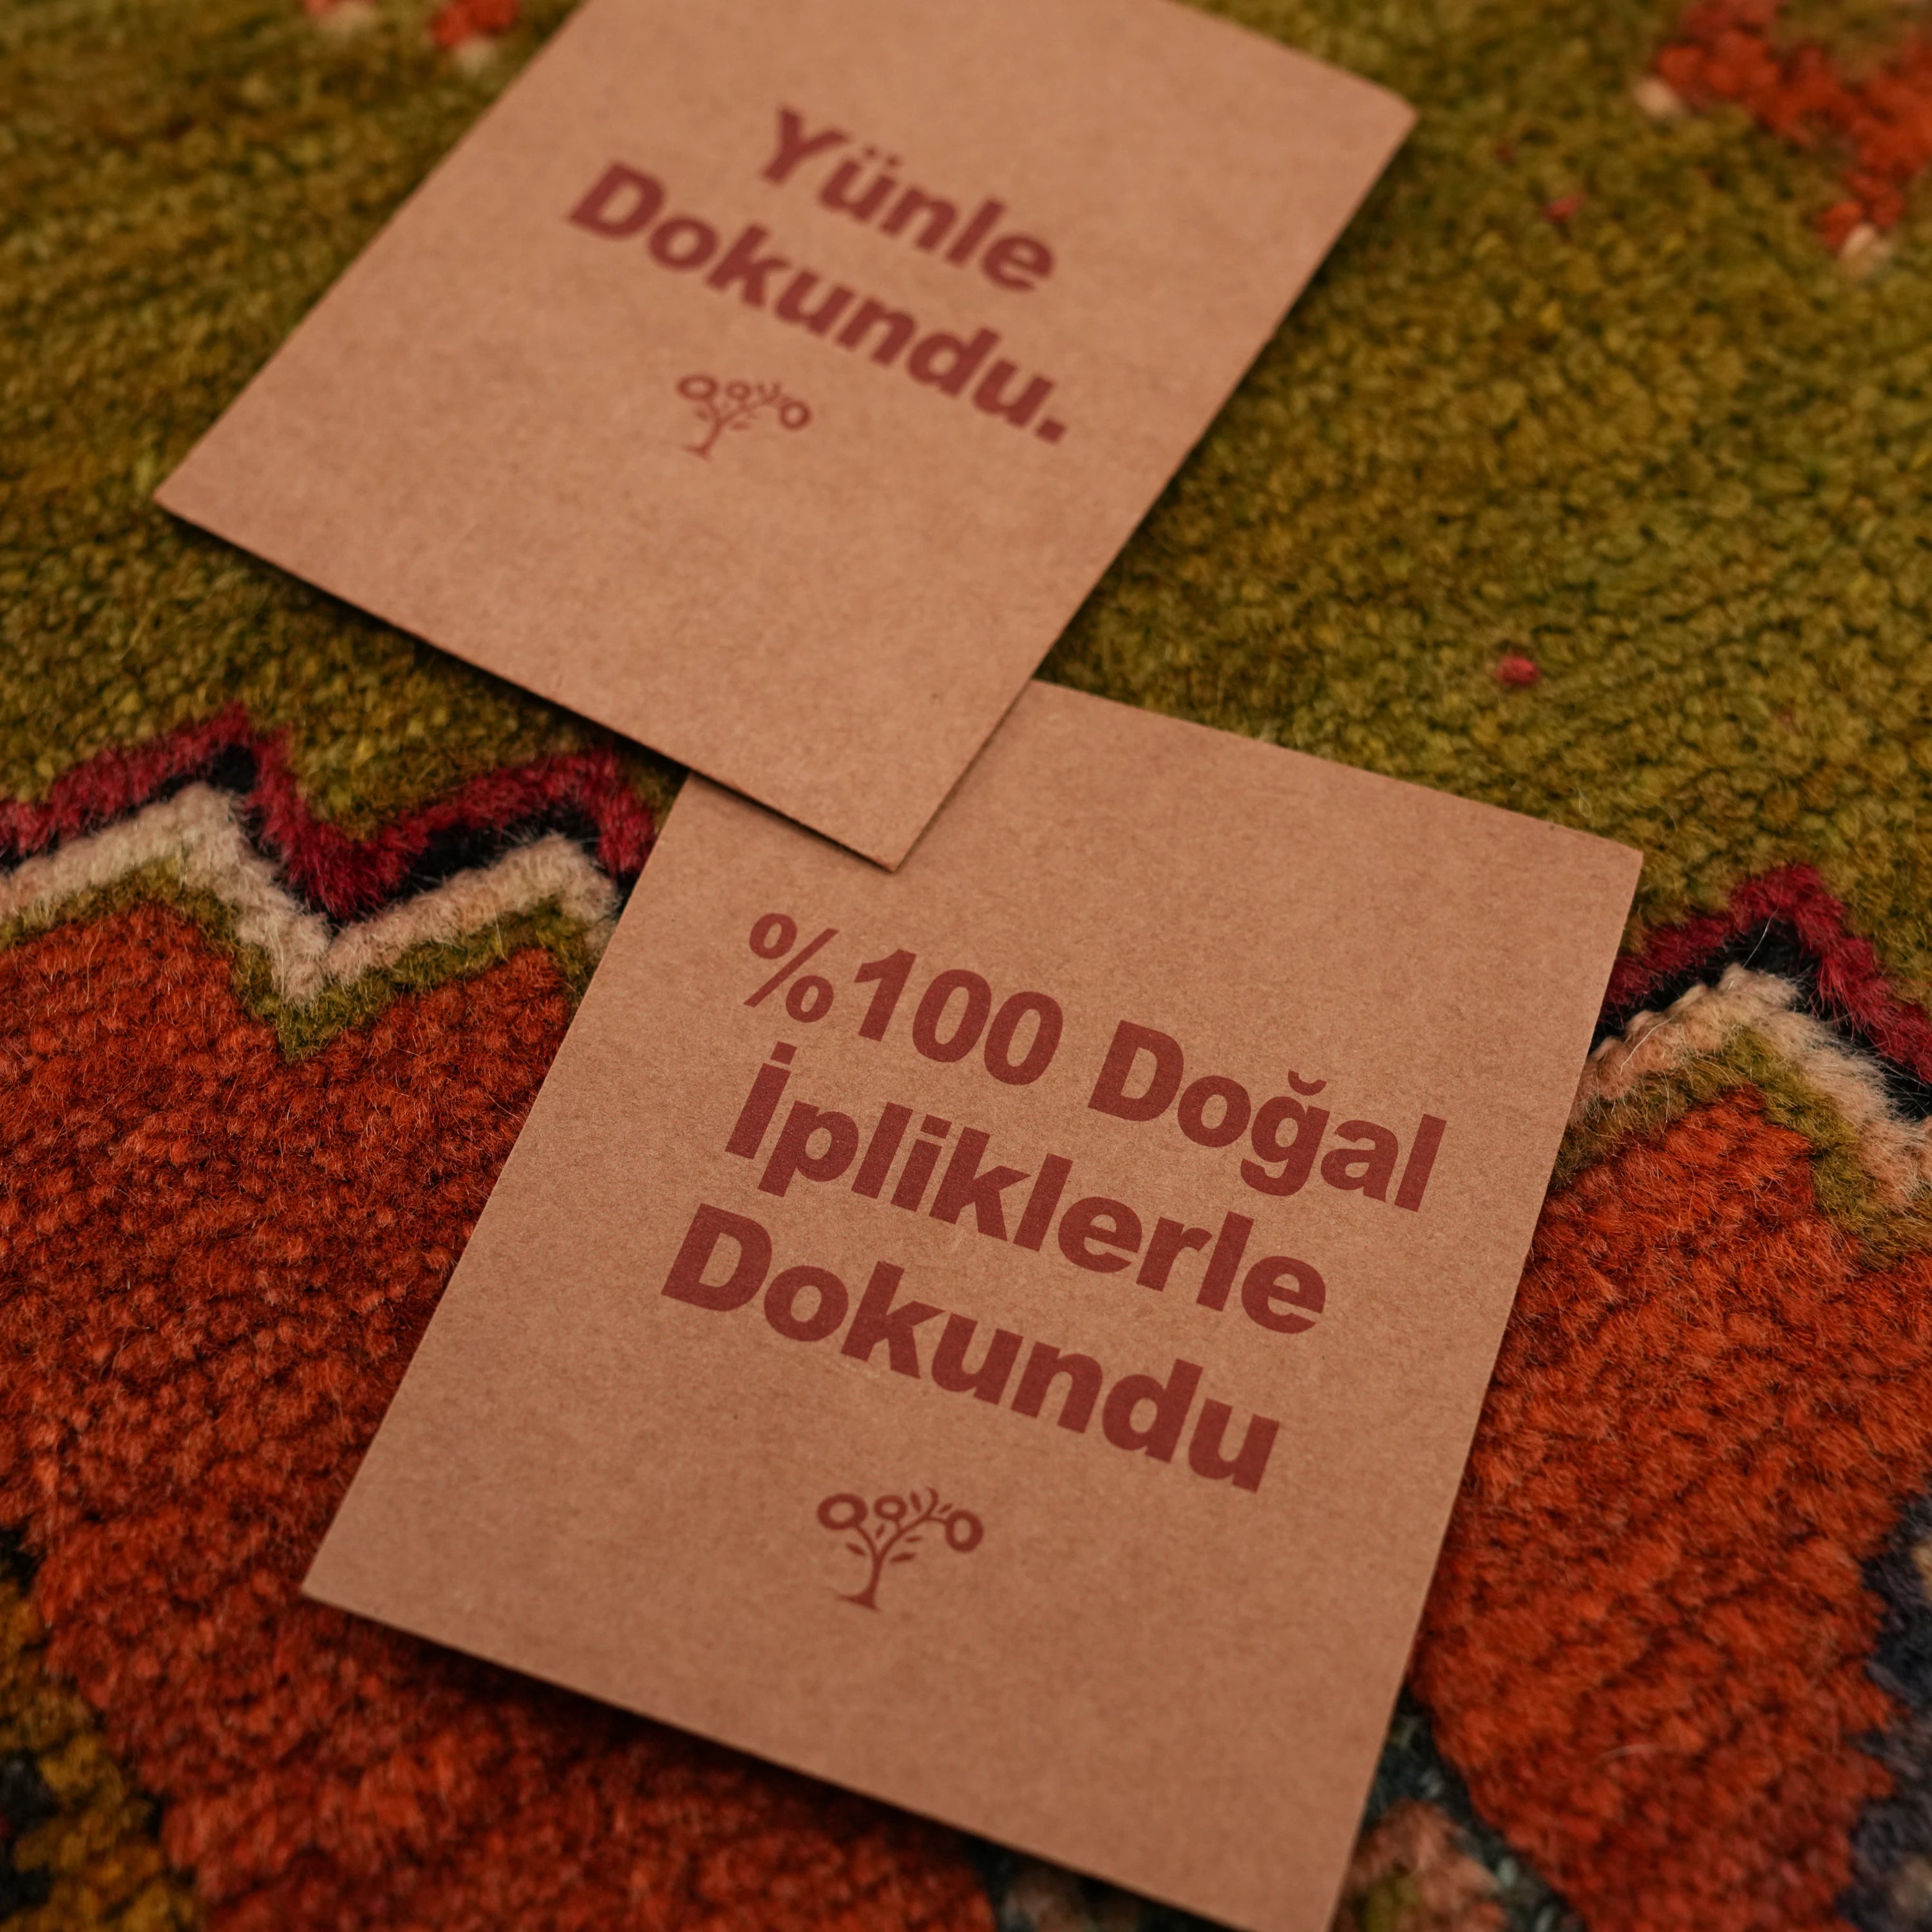 Yünle
Dokundu.
%100 Doğal
İpliklerle
Dokundu